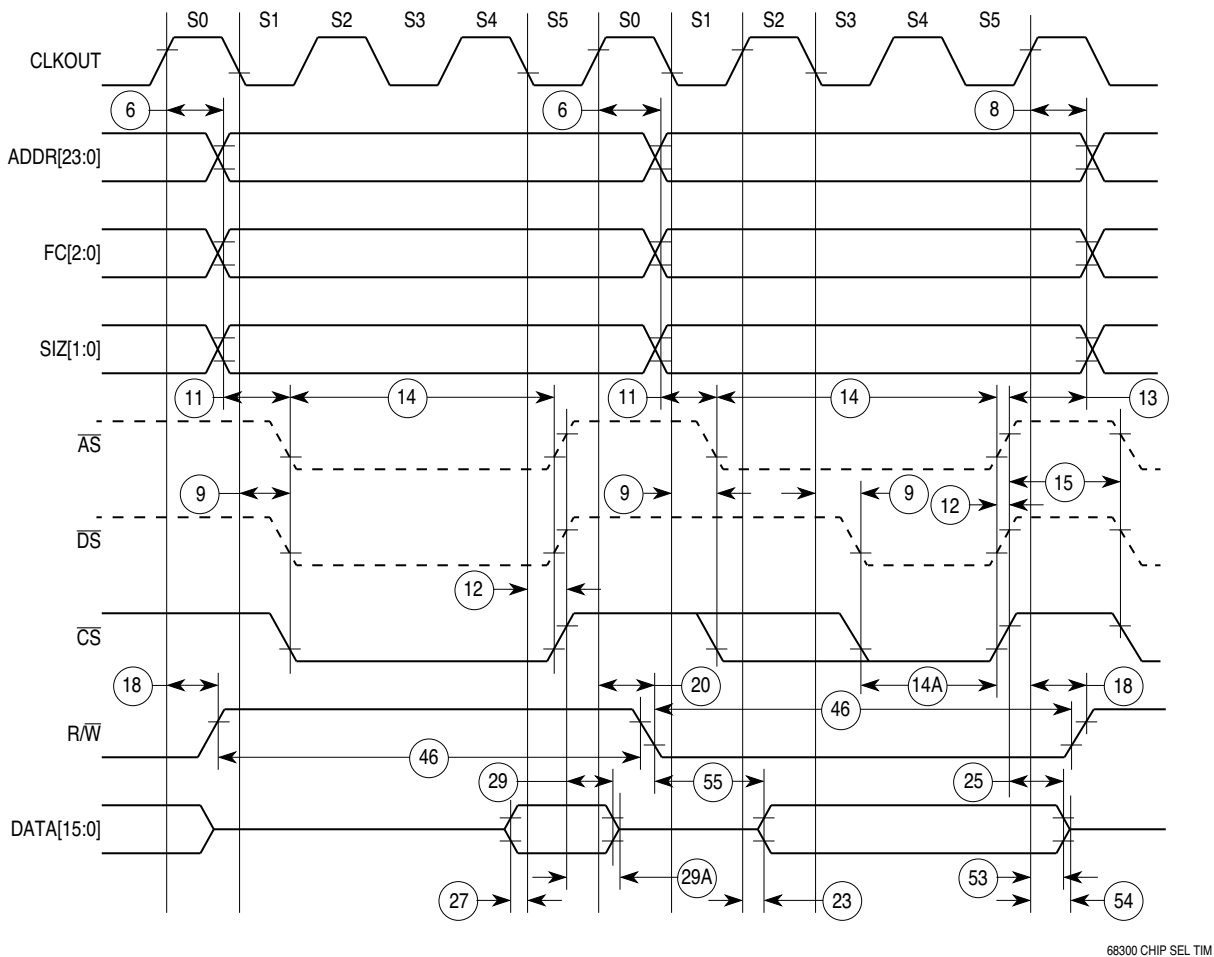 S0 S1 S2 S3 S4 S5 S0 S1 S2 S3 S4 S5
CLKOUT
6 6 8
ADDR[23:0]
FC[2:0]
SIZ[1:0]
11 14 11 14 13
AS
9 9 9 12 15
DS
12
CS
18 20 14A 18
46
R/W
46
29 55 25
DATA[15:0]
29A 53
27 23 54
68300 CHIP SEL TIM